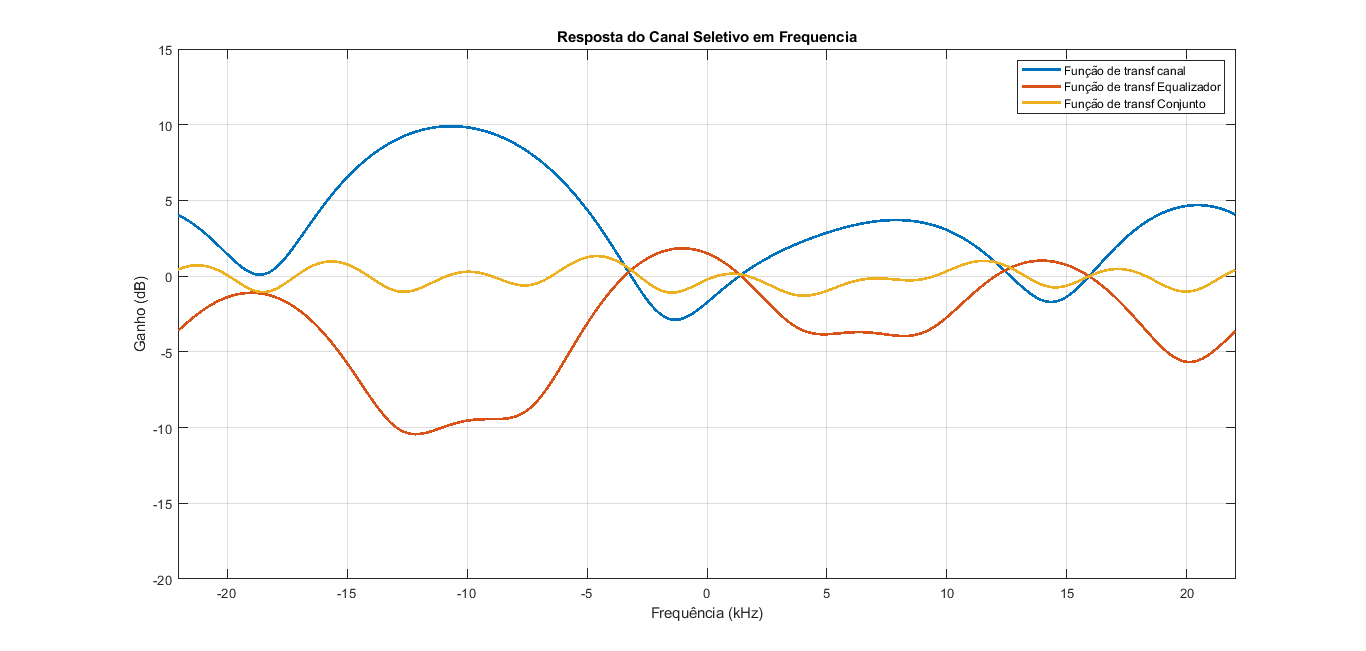 Resposta do Canal Seletivo em Frequencia
Função de transf canal
Função de transf Equalizador
Função de transf Conjunto
Ganho (dB)
15
10
5
0
-5
-10
-15
-20
-20 -15 -10 -5 0 5 10 15 20
Frequência (kHz)